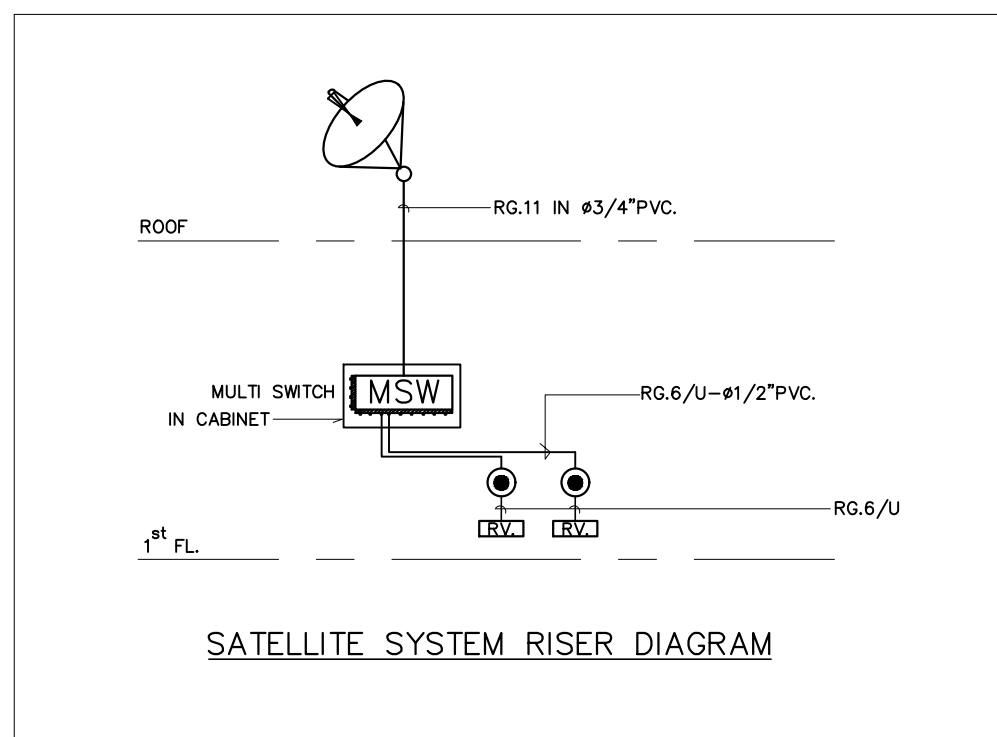 RG.11 IN ø3/4"PVC.
ROOF
MULTI SWITCH
MSW
IN CABINET
RG.6/U-ø1/2"PVC.
RG.6/U
RV.
RV.
1st FL.
SATELLITE SYSTEM RISER DIAGRAM